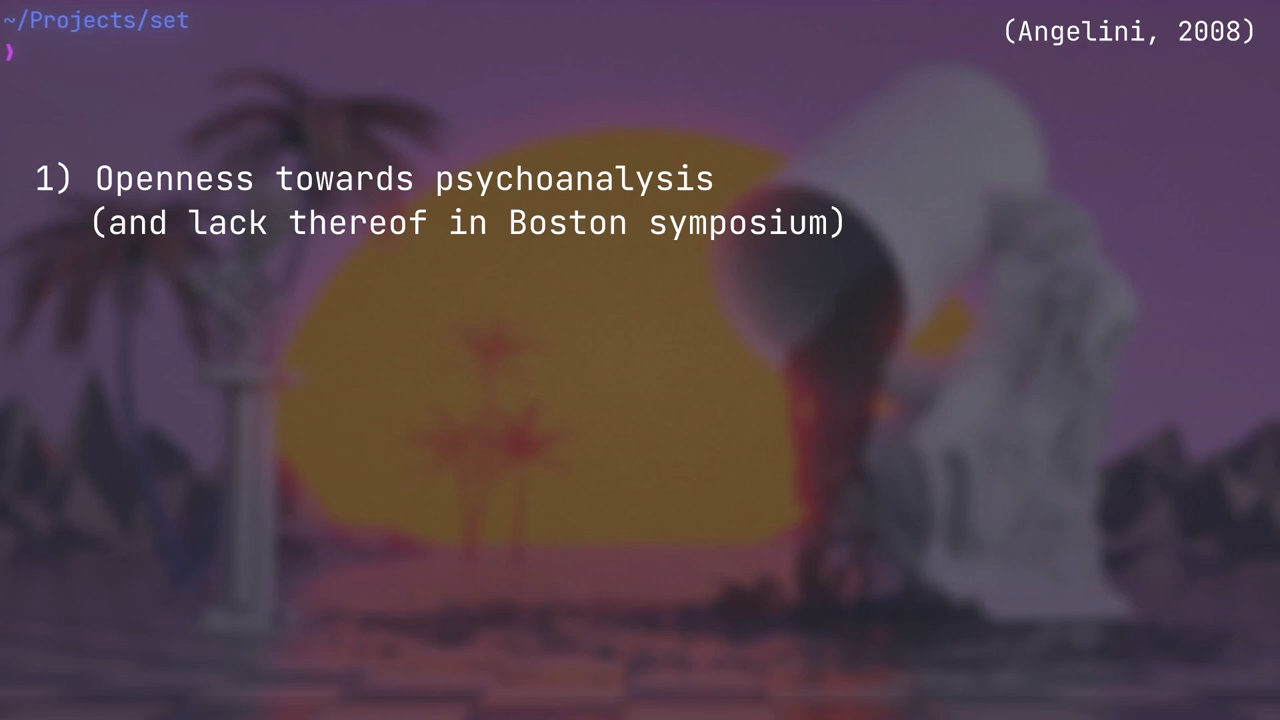 ~/Projects/set
❯
(Angelini, 2008)
1) Openness towards psychoanalysis
(and lack thereof in Boston symposium)